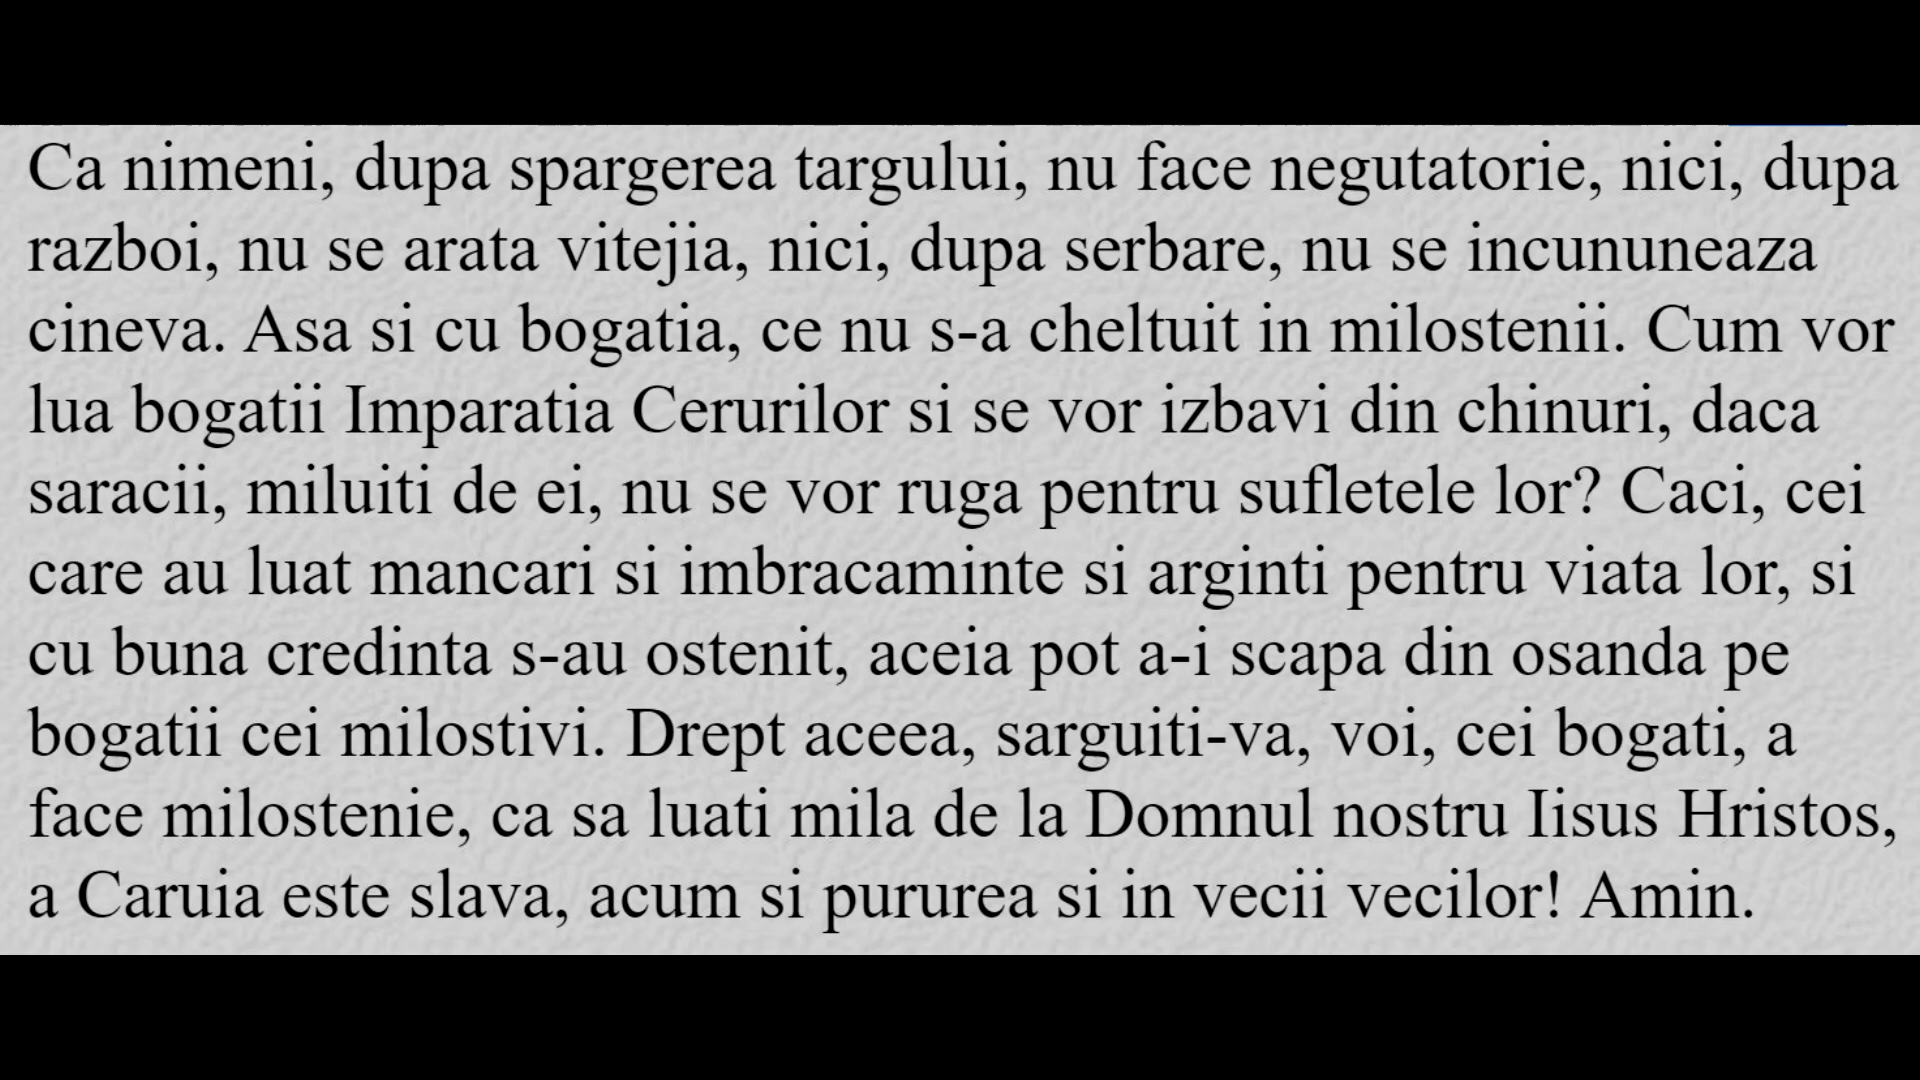 Ca nimeni, dupa spargerea targului, nu face negutatorie, nici, dupa
razboi, nu se arata vitejia, nici, dupa serbare, nu se incununeaza
cineva. Asa si cu bogatia, ce nu s-a cheltuit in milostenii. Cum vor
lua bogatii Imparatia Cerurilor si se vor izbavi din chinuri, daca
saracii, miluiti de ei, nu se vor ruga pentru sufletele lor? Caci, cei
care au luat mancari si imbracaminte si arginti pentru viata lor, si
cu buna credinta s-au ostenit, aceia pot a-i scapa din osanda pe
bogatii cei milostivi. Drept aceea, sarguiti-va, voi, cei bogati, a
face milostenie, ca sa luati mila de la Domnul nostru Iisus Hristos,
a Caruia este slava, acum si pururea si in vecii vecilor! Amin.